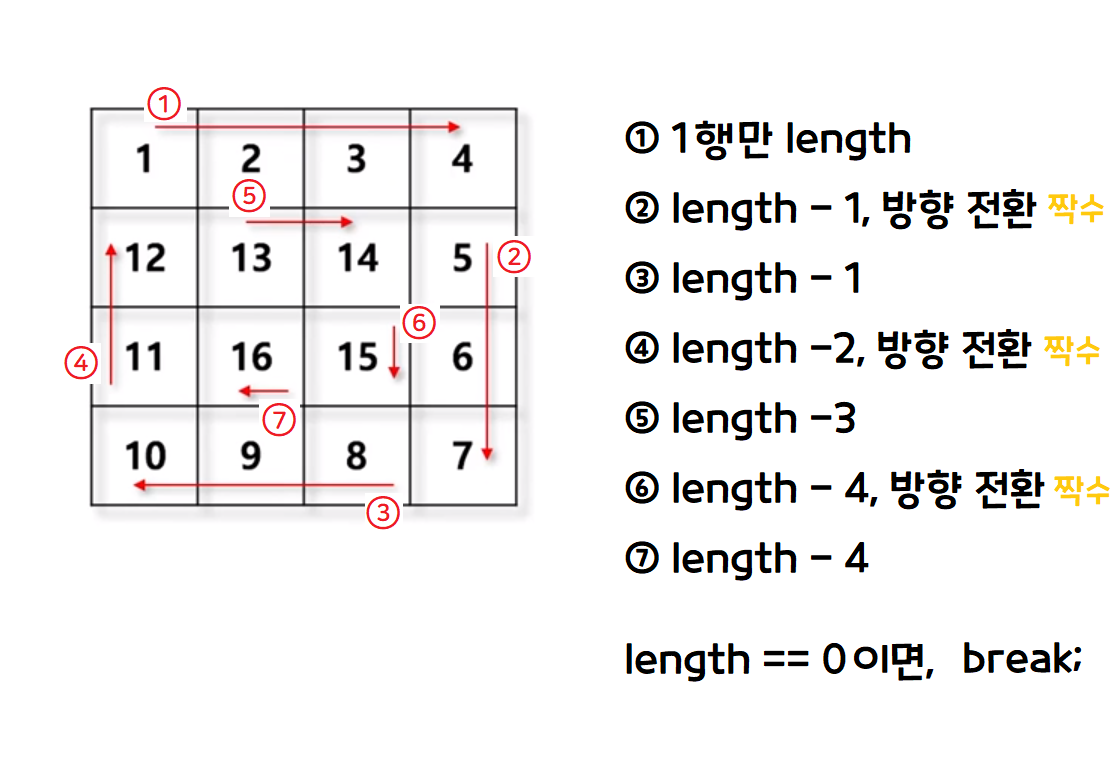 ①
1 2 3 4
⑤
12 13 14 5 ②
⑥
④ 11 16 15 6
⑦
10 9 8 7
③
① 1행만 length
② length - 1, 방향 전환 짝수
③ length - 1
④ length -2, 방향 전환 짝수
⑤ length -3
⑥ length - 4, 방향 전환 짝수
⑦ length - 4
length == 0이면, break;